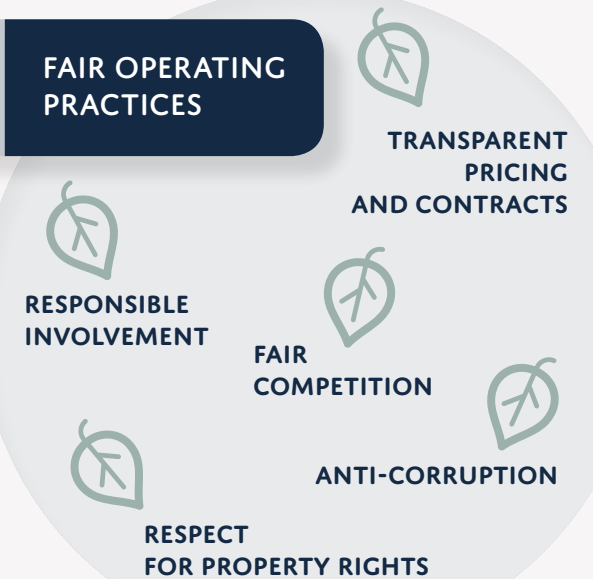 FAIR OPERATING
PRACTICES
TRANSPARENT
PRICING
AND CONTRACTS
RESPONSIBLE
INVOLVEMENT
FAIR
COMPETITION
ANTI-CORRUPTION
RESPECT
FOR PROPERTY RIGHTS